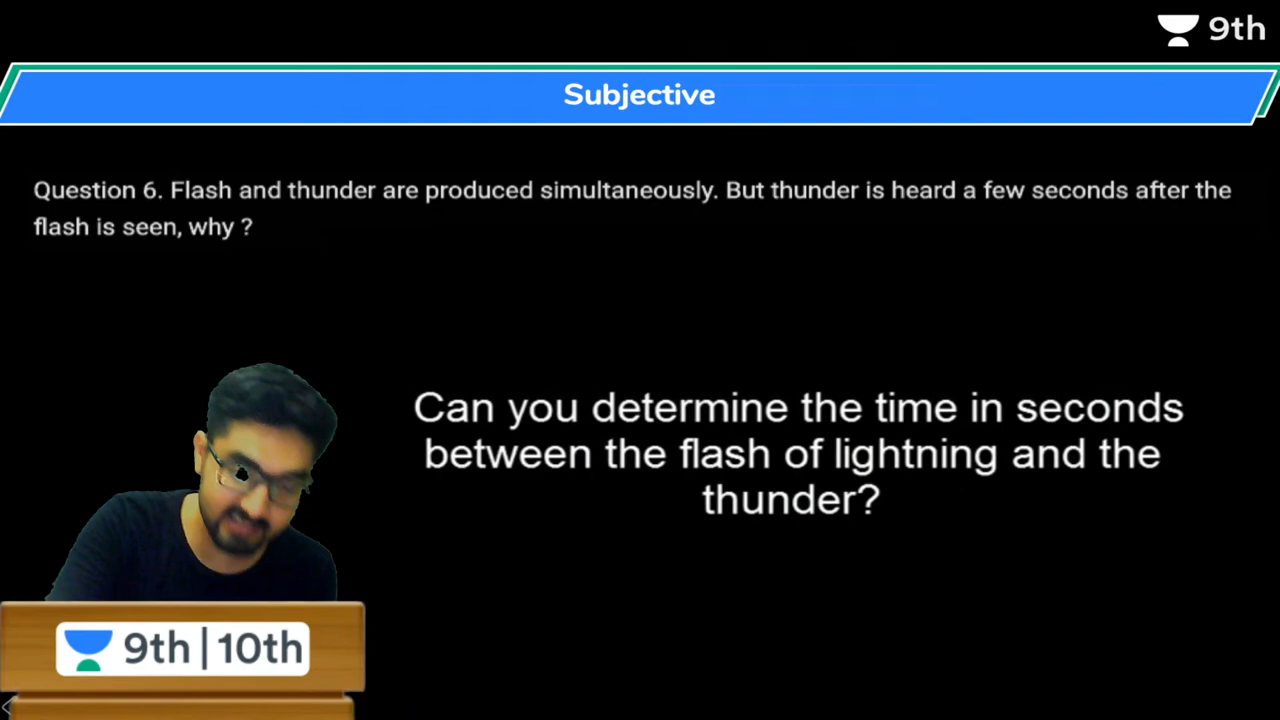 9th
Subjective
Question 6. Flash and thunder are produced simultaneously. But thunder is heard a few seconds after the
flash is seen, why ?
Can you determine the time in seconds
between the flash of lightning and the
thunder?
9th | 10th